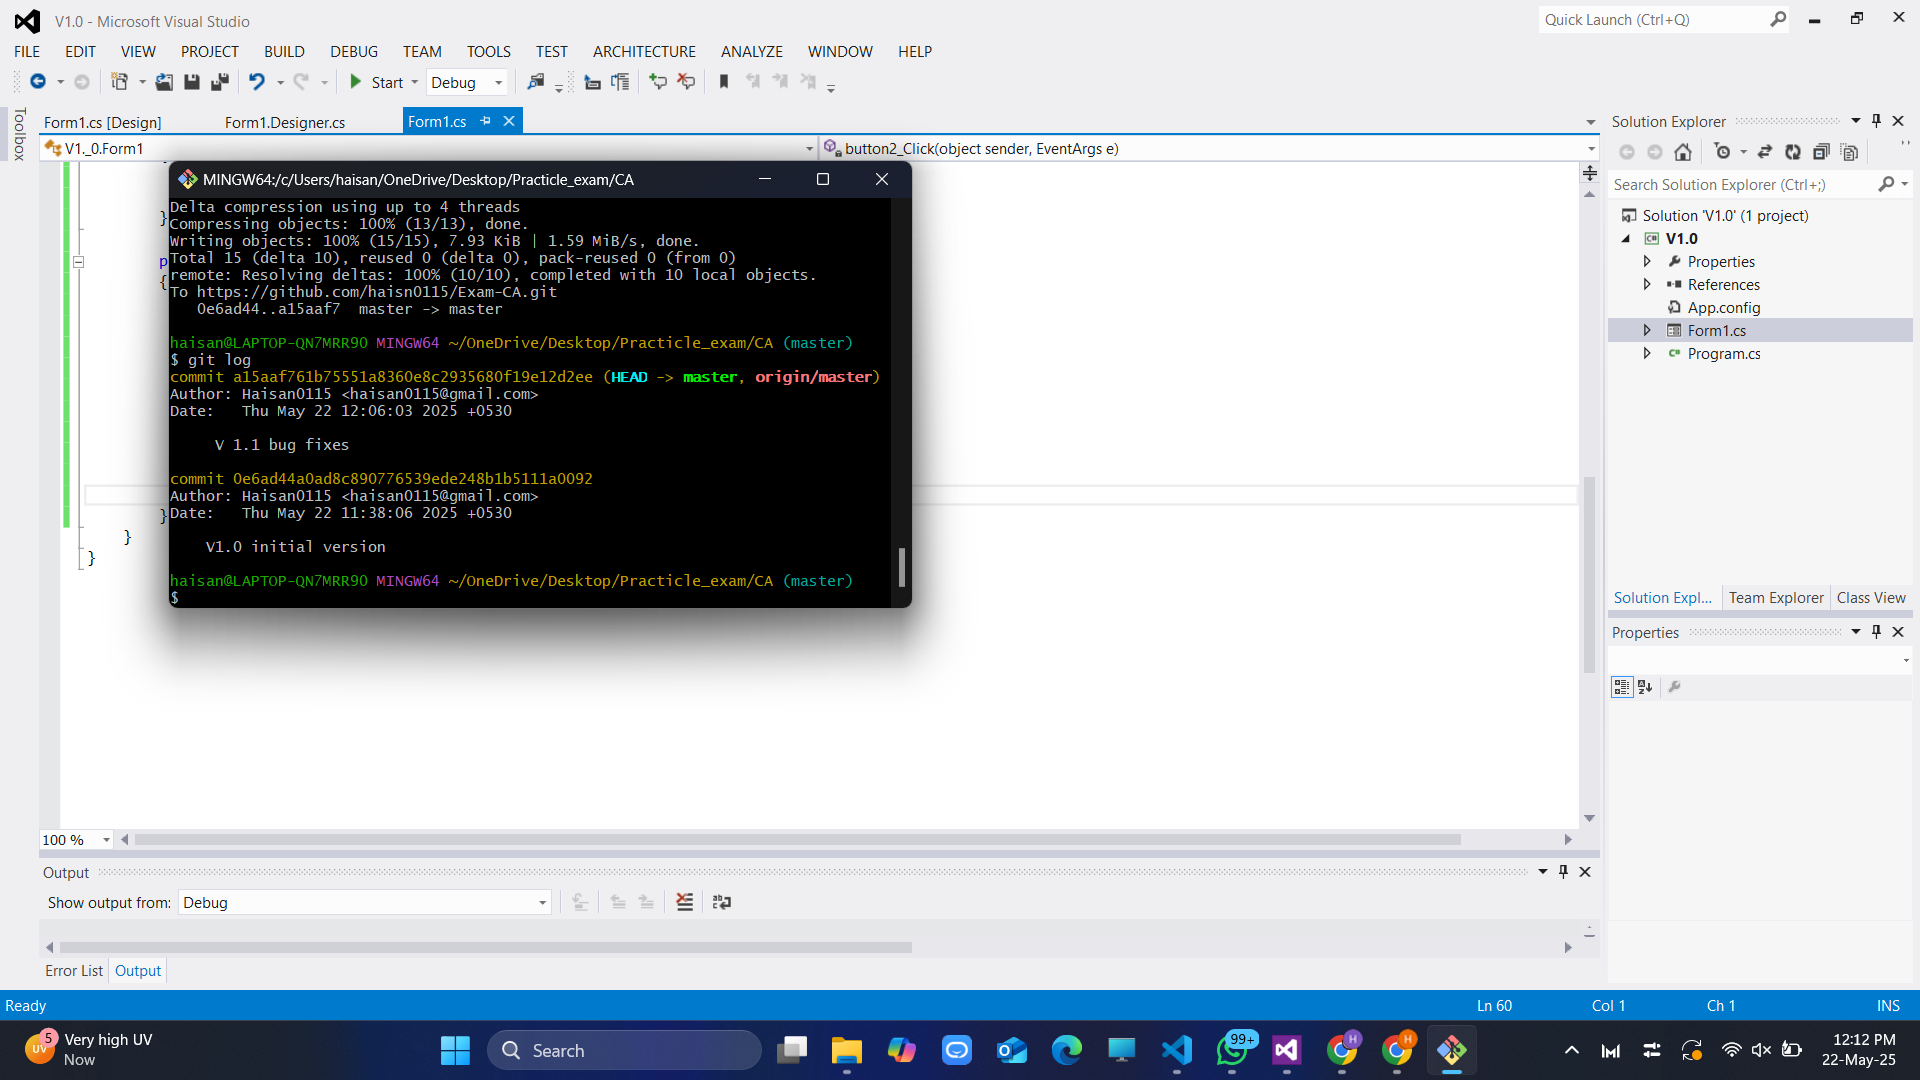 V1.0 - Microsoft Visual Studio
Quick Launch (Ctrl+Q)
FILE EDIT VIEW PROJECT BUILD DEBUG TEAM TOOLS TEST ARCHITECTURE ANALYZE WINDOW HELP
Start Debug
Toolbox
Form1.cs [Design] Form1.Designer.cs Form1.cs
V1._0.Form1 button2_Click(object sender, EventArgs e)
MINGW64:/c/Users/haisan/OneDrive/Desktop/Practicle_exam/CA
Delta compression using up to 4 threads
Compressing objects: 100% (13/13), done.
Writing objects: 100% (15/15), 7.93 KiB | 1.59 MiB/s, done.
Total 15 (delta 10), reused 0 (delta 0), pack-reused 0 (from 0)
remote: Resolving deltas: 100% (10/10), completed with 10 local objects.
To https://github.com/haisn0115/Exam-CA.git
0e6ad44..a15aaf7 master -> master
haisan@LAPTOP-QN7MRR9O MINGW64 ~/OneDrive/Desktop/Practicle_exam/CA (master)
$ git log
commit a15aaf761b75551a8360e8c2935680f19e12d2ee (HEAD -> master, origin/master)
Author: Haisan0115 <haisan0115@gmail.com>
Date: Thu May 22 12:06:03 2025 +0530
V 1.1 bug fixes
commit 0e6ad44a0ad8c890776539ede248b1b5111a0092
Author: Haisan0115 <haisan0115@gmail.com>
Date: Thu May 22 11:38:06 2025 +0530
V1.0 initial version
haisan@LAPTOP-QN7MRR9O MINGW64 ~/OneDrive/Desktop/Practicle_exam/CA (master)
$
}
p
{
}
}
}
100 %
Solution Explorer
Search Solution Explorer (Ctrl+;)
Solution 'V1.0' (1 project)
V1.0
Properties
References
App.config
Form1.cs
Program.cs
Solution Expl... Team Explorer Class View
Properties
Output
Show output from: Debug
Error List Output
Ready Ln 60 Col 1 Ch 1 INS
5
UV
Very high UV
Now
Search
99+
H
H
12:12 PM
22-May-25